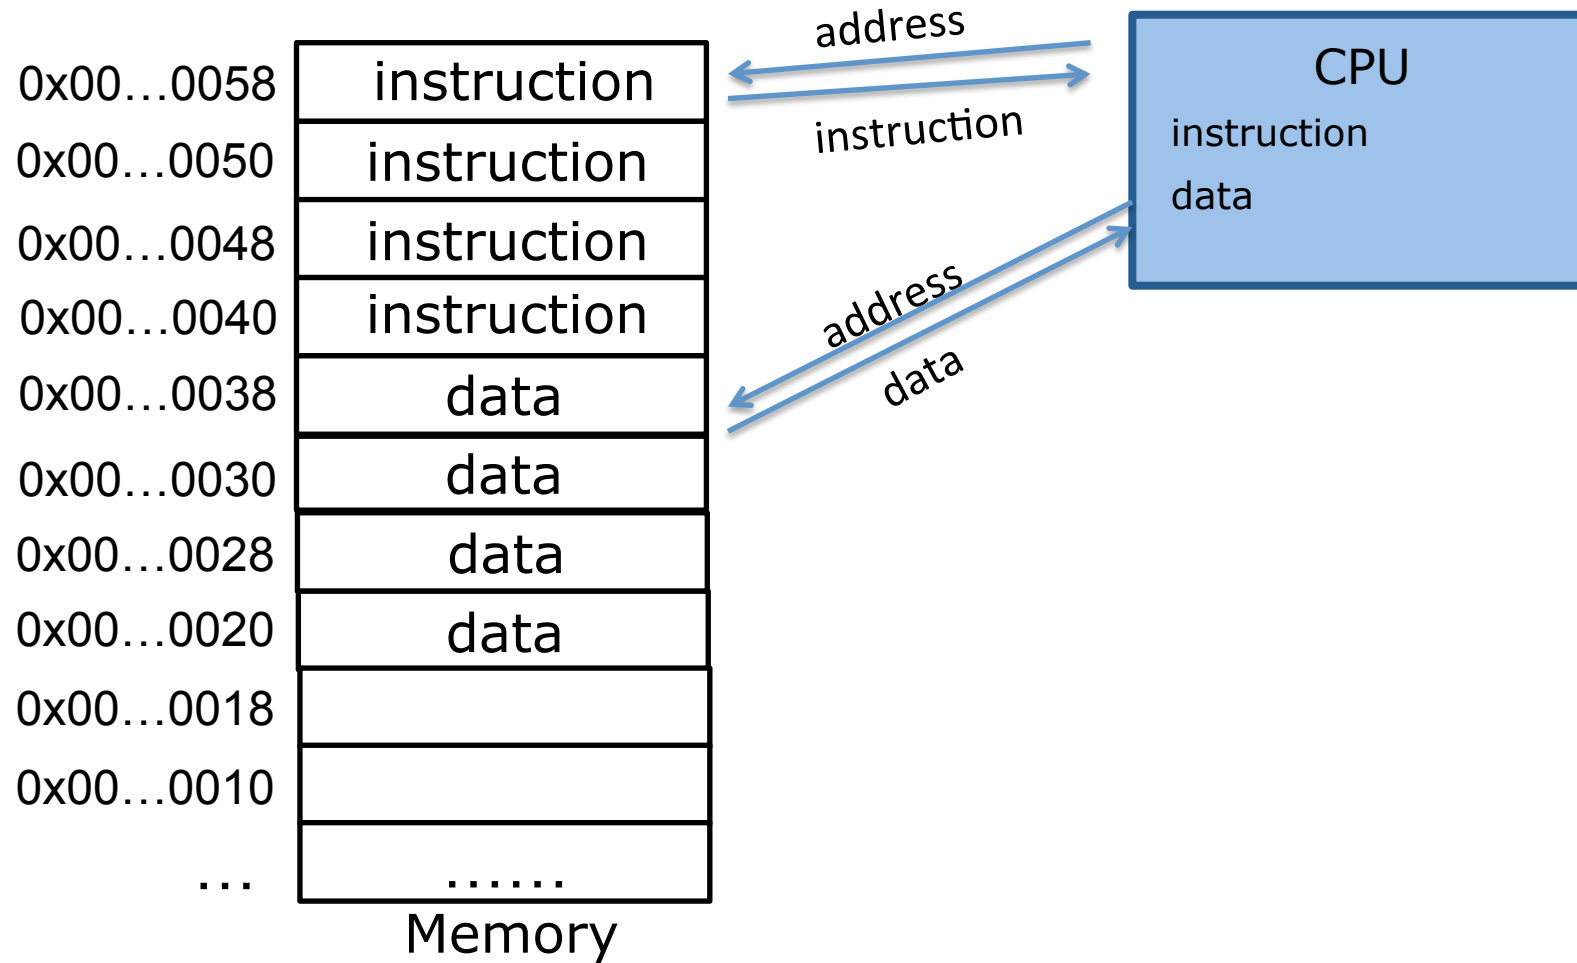 address
CPU
0x00…0058 instruction
instruction
instruction
0x00…0050 instruction
data
0x00…0048 instruction
address
0x00…0040 instruction
data
0x00…0038 data
0x00…0030 data
0x00…0028 data
0x00…0020 data
0x00…0018
0x00…0010
… ......
Memory